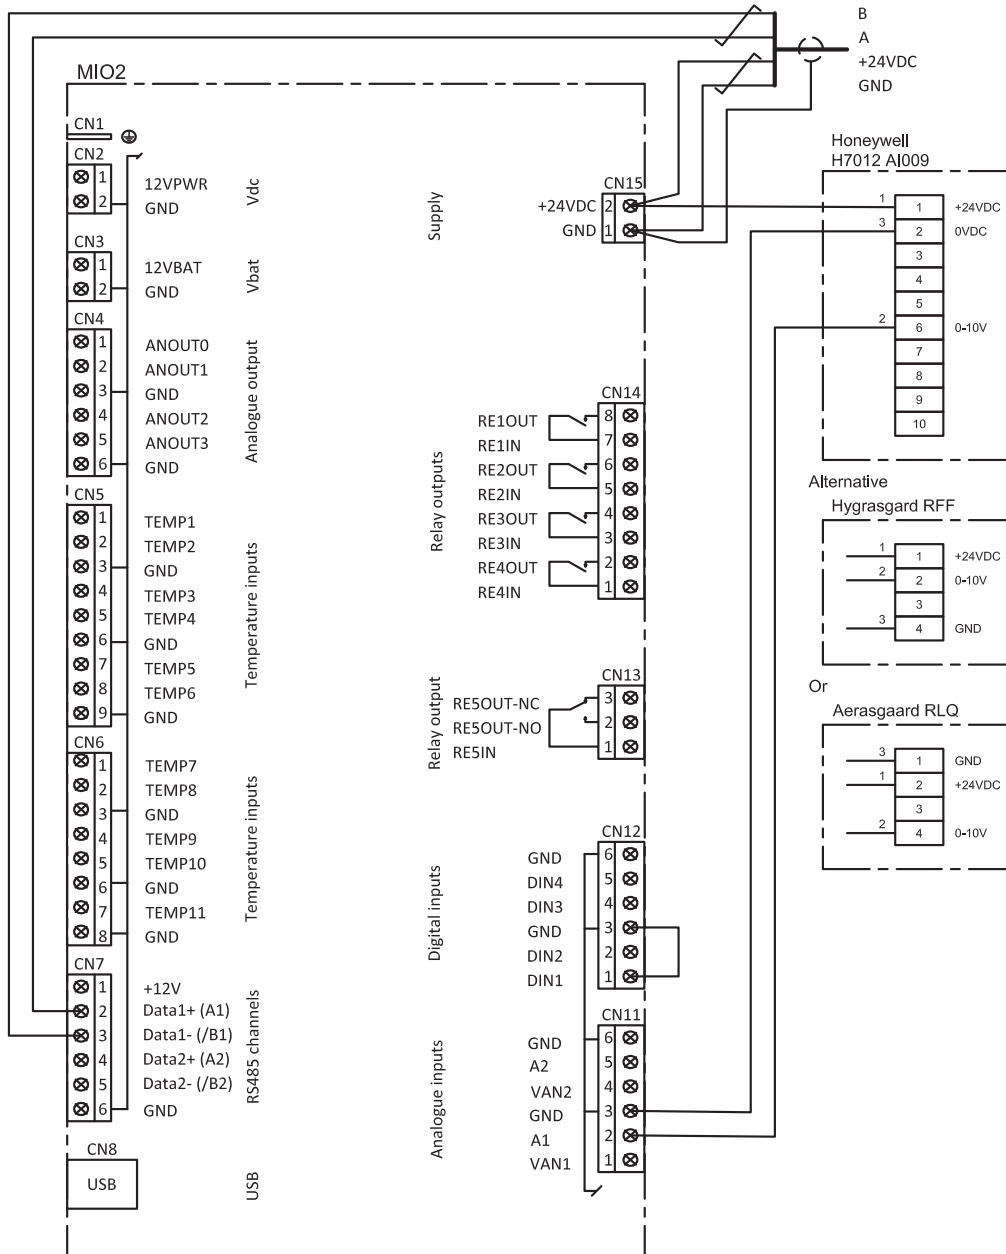 B
A
+24VDC
GND
MIO2
CN1
CN2
1 12VPWR
2 GND
Vdc
CN3
1 12VBAT
2 GND
Vbat
CN4
1 ANOUT0
2 ANOUT1
3 GND
4 ANOUT2
5 ANOUT3
6 GND
Analogue output
CN5
1 TEMP1
2 TEMP2
3 GND
4 TEMP3
5 TEMP4
6 GND
7 TEMP5
8 TEMP6
9 GND
Temperature inputs
CN6
1 TEMP7
2 TEMP8
3 GND
4 TEMP9
5 TEMP10
6 GND
7 TEMP11
8 GND
Temperature inputs
CN7
1 +12V
2 Data1+ (A1)
3 Data1- (/B1)
4 Data2+ (A2)
5 Data2- (/B2)
6 GND
RS485 channels
CN8
USB
USB
Supply
CN15
+24VDC 2
GND 1
Relay outputs
CN14
RE1OUT 8
RE1IN 7
RE2OUT 6
RE2IN 5
RE3OUT 4
RE3IN 3
RE4OUT 2
RE4IN 1
Relay output
CN13
RE5OUT-NC 3
RE5OUT-NO 2
RE5IN 1
Digital inputs
CN12
GND 6
DIN4 5
DIN3 4
GND 3
DIN2 2
DIN1 1
Analogue inputs
CN11
GND 6
A2 5
VAN2 4
GND 3
A1 2
VAN1 1
Honeywell
H7012 AI009
1 1 +24VDC
3 2 0VDC
3
4
5
2 6 0-10V
7
8
9
10
Alternative
Hygrasgard RFF
1 1 +24VDC
2 2 0-10V
3
3 4 GND
Or
Aerasgaard RLQ
3 1 GND
1 2 +24VDC
3
2 4 0-10V